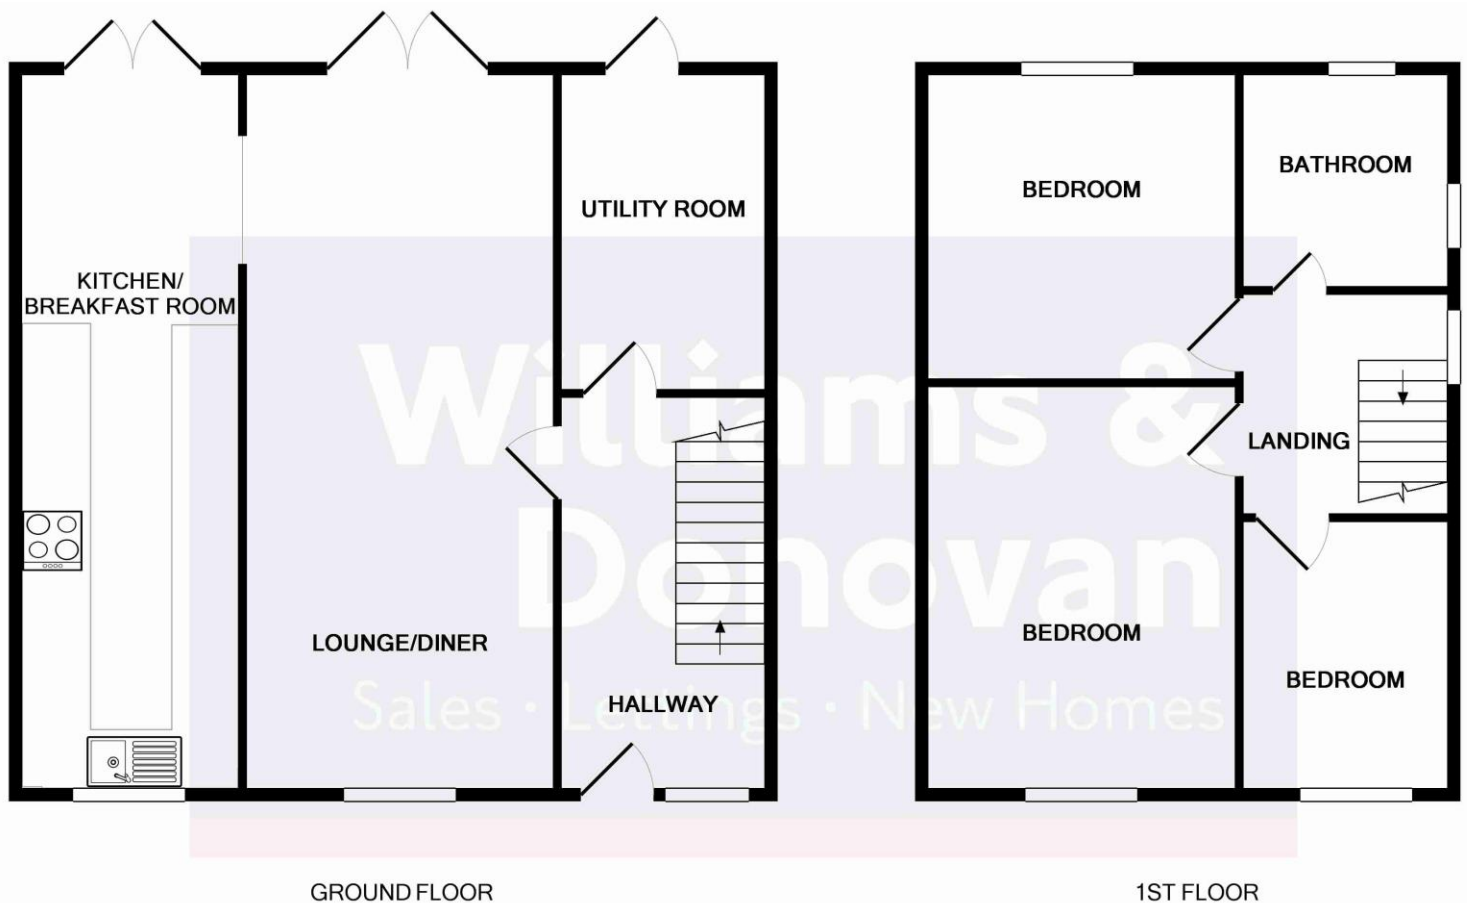 KITCHEN/
BREAKFAST ROOM
LOUNGE/DINER
UTILITY ROOM
HALLWAY
GROUND FLOOR
BEDROOM
BATHROOM
LANDING
BEDROOM
BEDROOM
1ST FLOOR
Williams &
Donovan
Sales · Lettings · New Homes